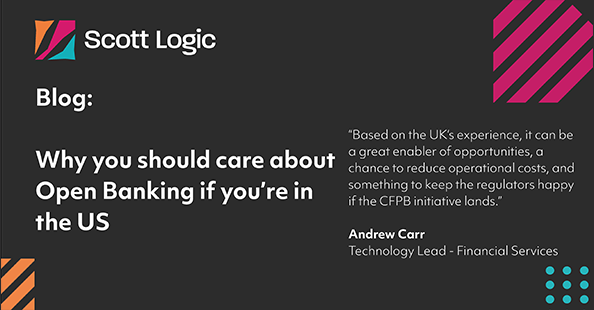 Scott Logic
Blog:
Why you should care about
Open Banking if you're in
the US
"Based on the UK's experience, it can be
a great enabler of opportunities, a
chance to reduce operational costs, and
something to keep the regulators happy
if the CFPB initiative lands."
Andrew Carr
Technology Lead - Financial Services